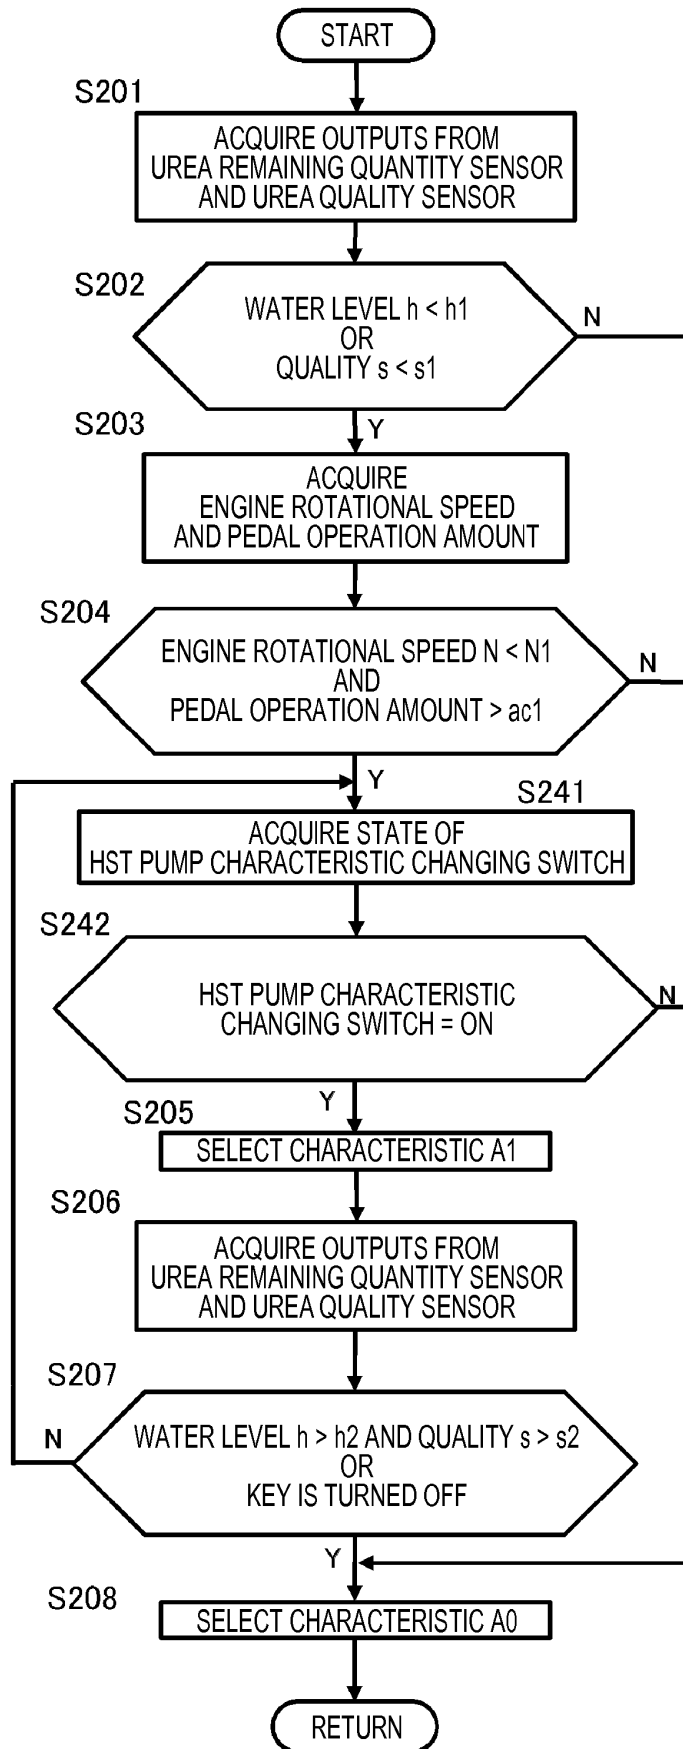 START
S201
ACQUIRE OUTPUTS FROM
UREA REMAINING QUANTITY SENSOR
AND UREA QUALITY SENSOR
S202
WATER LEVEL h < h1
OR
QUALITY s < s1
N
Y
S203
ACQUIRE
ENGINE ROTATIONAL SPEED
AND PEDAL OPERATION AMOUNT
S204
ENGINE ROTATIONAL SPEED N < N1
AND
PEDAL OPERATION AMOUNT > ac1
N
Y
S241
ACQUIRE STATE OF
HST PUMP CHARACTERISTIC CHANGING SWITCH
S242
HST PUMP CHARACTERISTIC
CHANGING SWITCH = ON
N
Y
S205
SELECT CHARACTERISTIC A1
S206
ACQUIRE OUTPUTS FROM
UREA REMAINING QUANTITY SENSOR
AND UREA QUALITY SENSOR
S207
N
WATER LEVEL h > h2 AND QUALITY s > s2
OR
KEY IS TURNED OFF
Y
S208
SELECT CHARACTERISTIC A0
RETURN